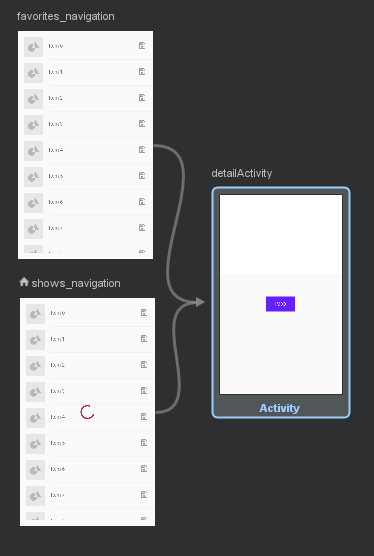 favorites_navigation
Item 0
Item 1
Item 2
Item 3
Item 4
Item 5
Item 6
Item 7
detailActivity
Activity
shows_navigation
Item 0
Item 1
Item 2
Item 3
Item 4
Item 5
Item 6
Item 7